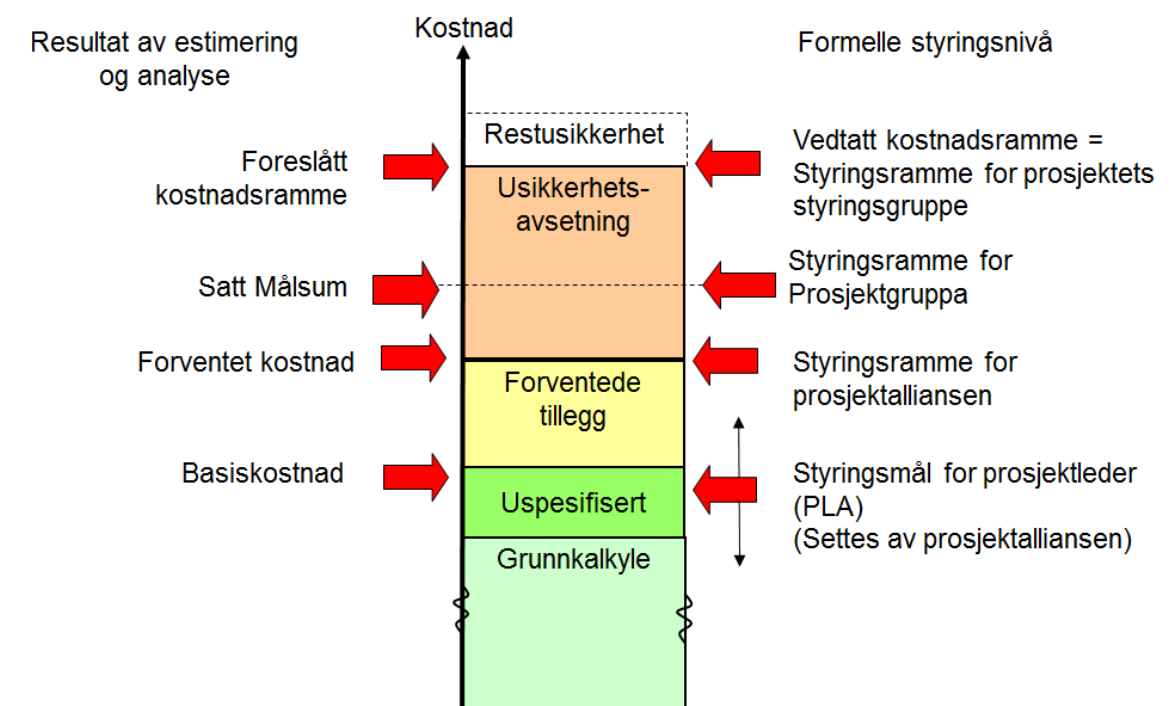 Kostnad
Resultat av estimering
og analyse
Formelle styringsnivå
Restusikkerhet
Foreslått
kostnadsramme
Vedtatt kostnadsramme =
Styringsramme for prosjektets
styringsgruppe
Usikkerhets-
avsetning
Satt Målsum
Styringsramme for
Prosjektgruppa
Forventet kostnad
Styringsramme for
prosjektalliansen
Forventede
tillegg
Basiskostnad
Styringsmål for prosjektleder
(PLA)
(Settes av prosjektalliansen)
Uspesifisert
Grunnkalkyle